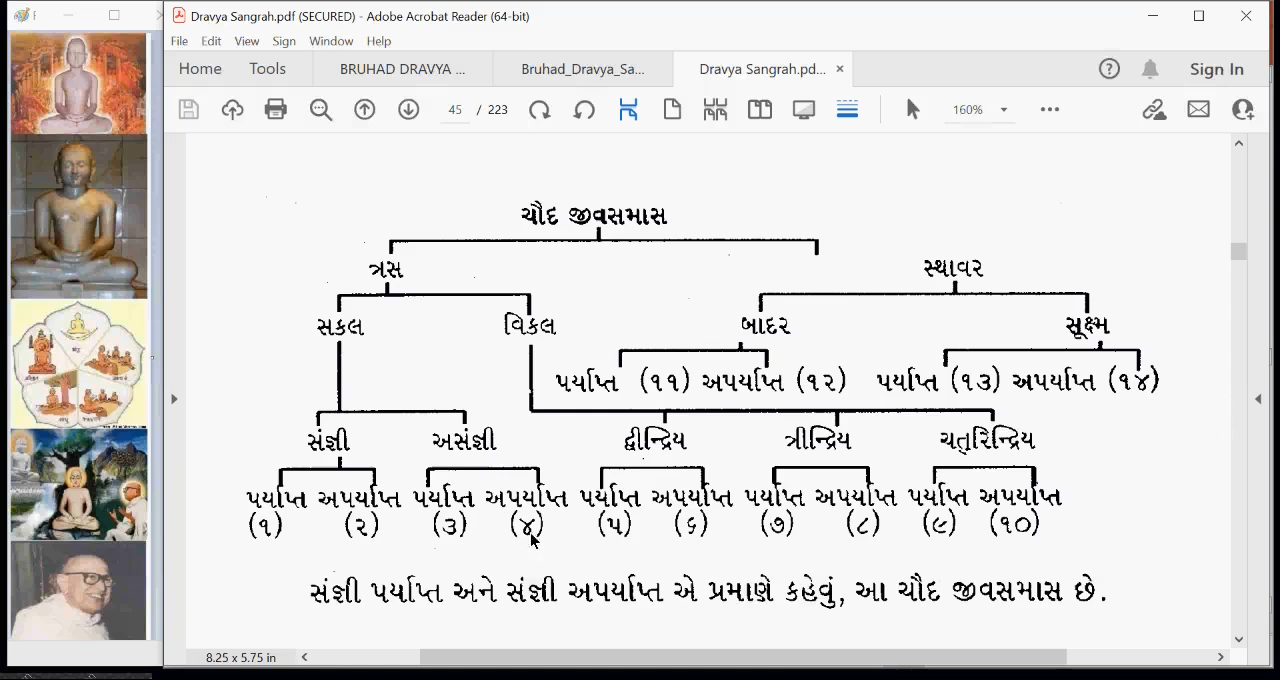 Dravya Sangrah.pdf (SECURED) - Adobe Acrobat Reader (64-bit)
File Edit View Sign Window Help
Home Tools BRUHAD DRAVYA ... Bruhad_Dravya_Sa... Dravya Sangrah.pd... × Sign In
45 / 223 160%
ચૌદ જીવસમાસ
ત્રસ સ્થાવર
સકલ વિકલ બાદર સૂક્ષ્મ
પર્યાપ્ત (૧૧) અપર્યાપ્ત (૧૨) પર્યાપ્ત (૧૩) અપર્યાપ્ત (૧૪)
સંજ્ઞી અસંજ્ઞી દ્વીન્દ્રિય ત્રીન્દ્રિય ચતુરિન્દ્રિય
પર્યાપ્ત અપર્યાપ્ત પર્યાપ્ત અપર્યાપ્ત પર્યાપ્ત અપર્યાપ્ત પર્યાપ્ત અપર્યાપ્ત પર્યાપ્ત અપર્યાપ્ત
(૧) (૨) (૩) (૪) (૫) (૬) (૭) (૮) (૯) (૧૦)
સંજ્ઞી પર્યાપ્ત અને સંજ્ઞી અપર્યાપ્ત એ પ્રમાણે કહેવું, આ ચૌદ જીવસમાસ છે.
8.25 x 5.75 in